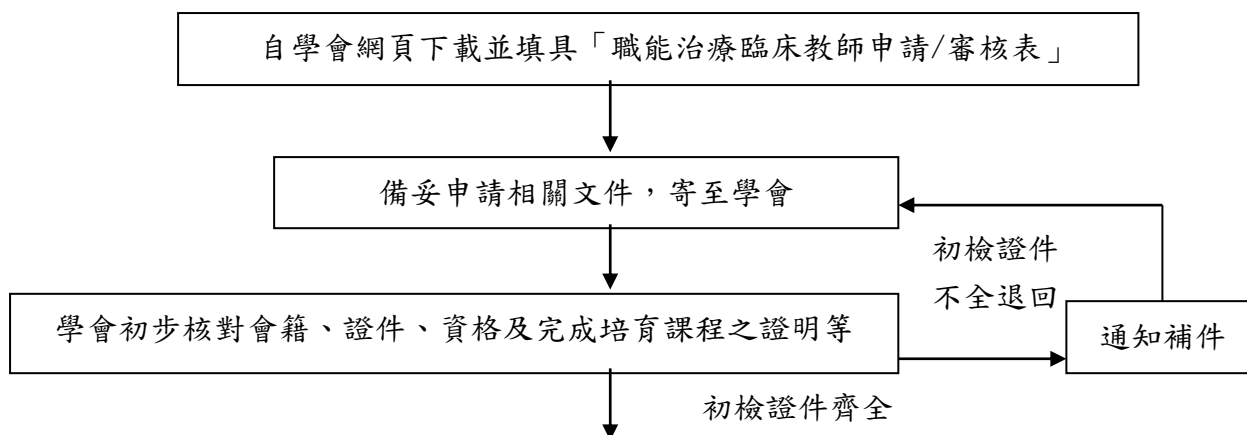 自學會網頁下載並填具「職能治療臨床教師申請/審核表」
備妥申請相關文件，寄至學會
初檢證件
不全退回
學會初步核對會籍、證件、資格及完成培育課程之證明等
通知補件
初檢證件齊全